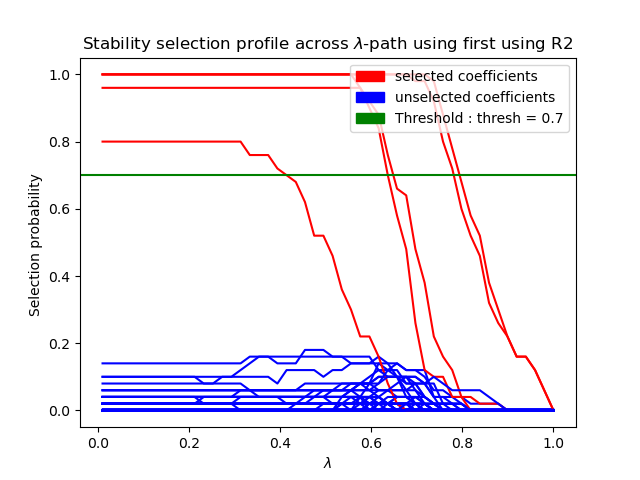 Stability selection profile across λ-path using first using R2
selected coefficients
unselected coefficients
Threshold : thresh = 0.7
Selection probability
1.0
0.8
0.6
0.4
0.2
0.0
0.0 0.2 0.4 0.6 0.8 1.0
λ